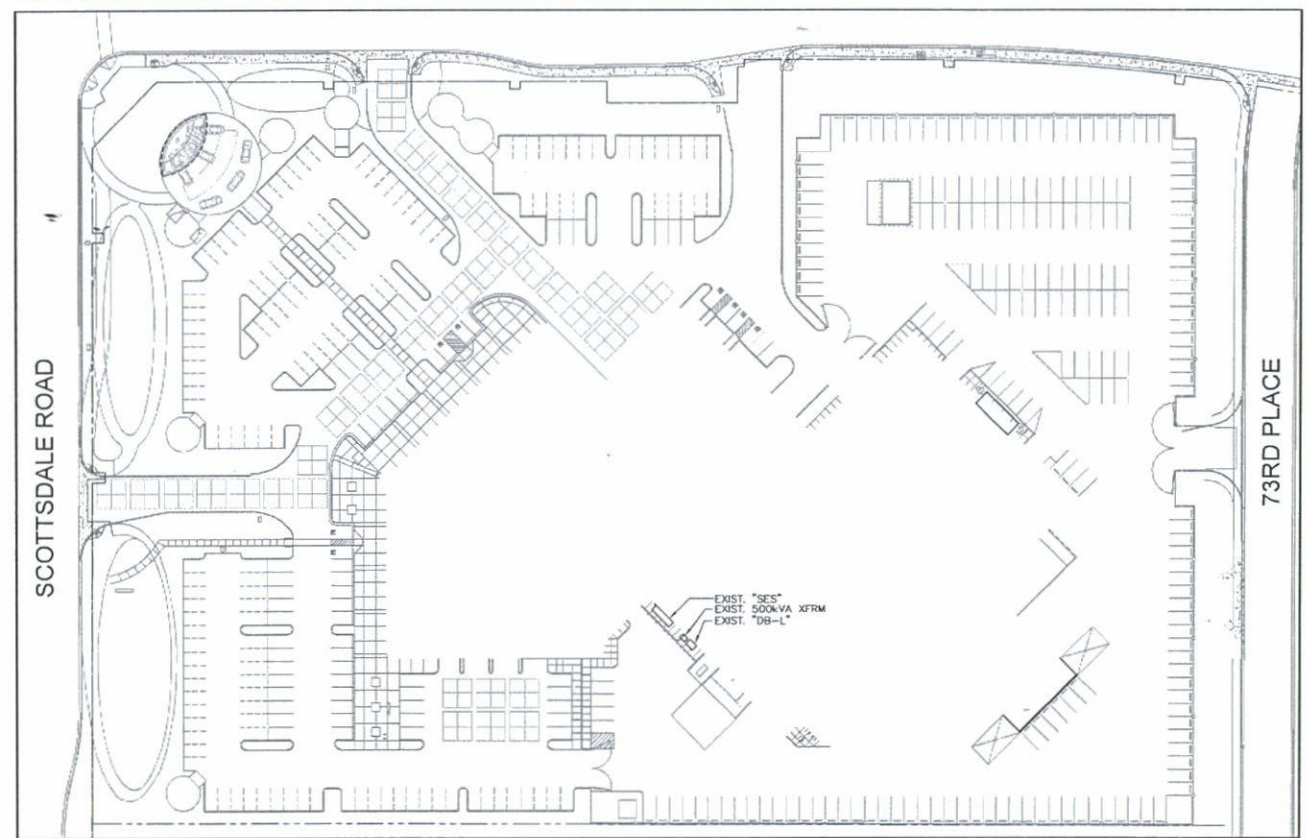 SCOTTSDALE ROAD
EXIST. "SES"
EXIST. 500kVA XFRM
EXIST. "DB-L"
73RD PLACE